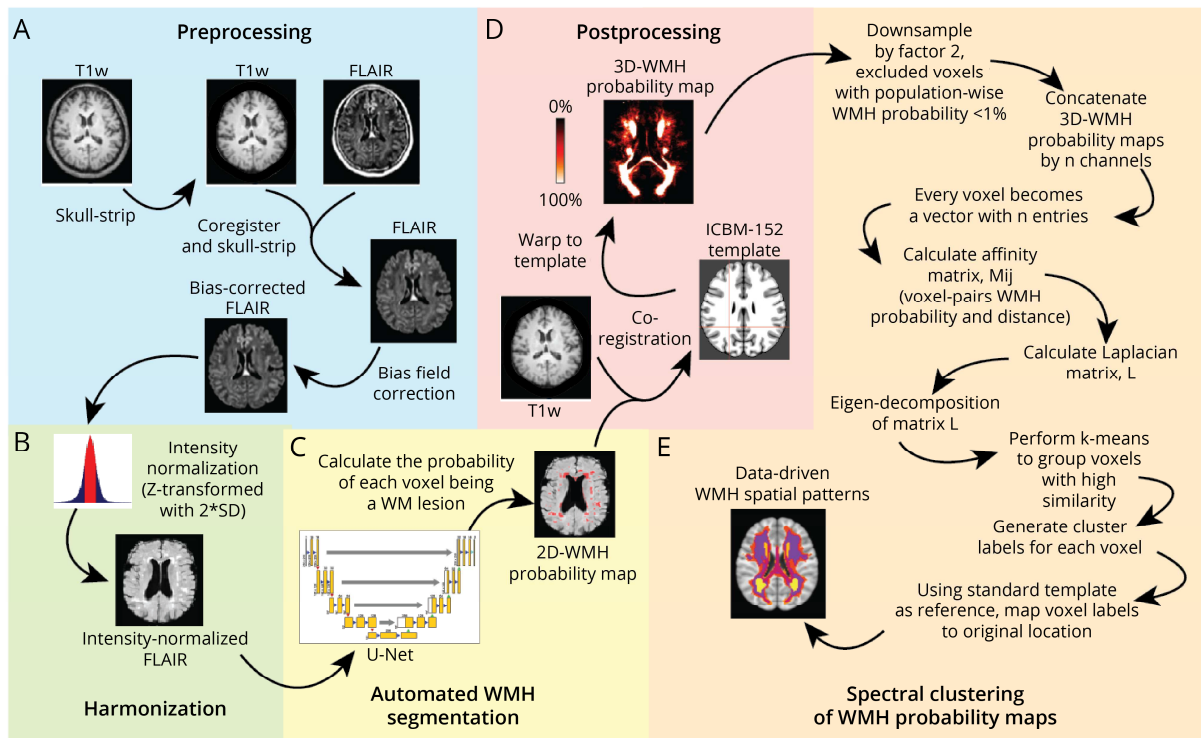 A
Preprocessing
T1w
T1w
FLAIR
Skull-strip
Coregister
and skull-strip
FLAIR
Bias-corrected
FLAIR
Bias field
correction
B
Intensity
normalization
(Z-transformed
with 2*SD)
Intensity-normalized
FLAIR
Harmonization
C
Calculate the probability
of each voxel being
a WM lesion
U-Net
2D-WMH
probability map
Automated WMH
segmentation
D
Postprocessing
3D-WMH
probability map
0%
100%
Warp to
template
ICBM-152
template
Co-
registration
T1w
Downsample
by factor 2,
excluded voxels
with population-wise
WMH probability <1%
Concatenate
3D-WMH
probability maps
by n channels
Every voxel becomes
a vector with n entries
Calculate affinity
matrix, Mij
(voxel-pairs WMH
probability and distance)
Calculate Laplacian
matrix, L
Eigen-decomposition
of matrix L
E
Perform k-means
to group voxels
with high
similarity
Generate cluster
labels for each voxel
Using standard template
as reference, map voxel labels
to original location
Data-driven
WMH spatial patterns
Spectral clustering
of WMH probability maps